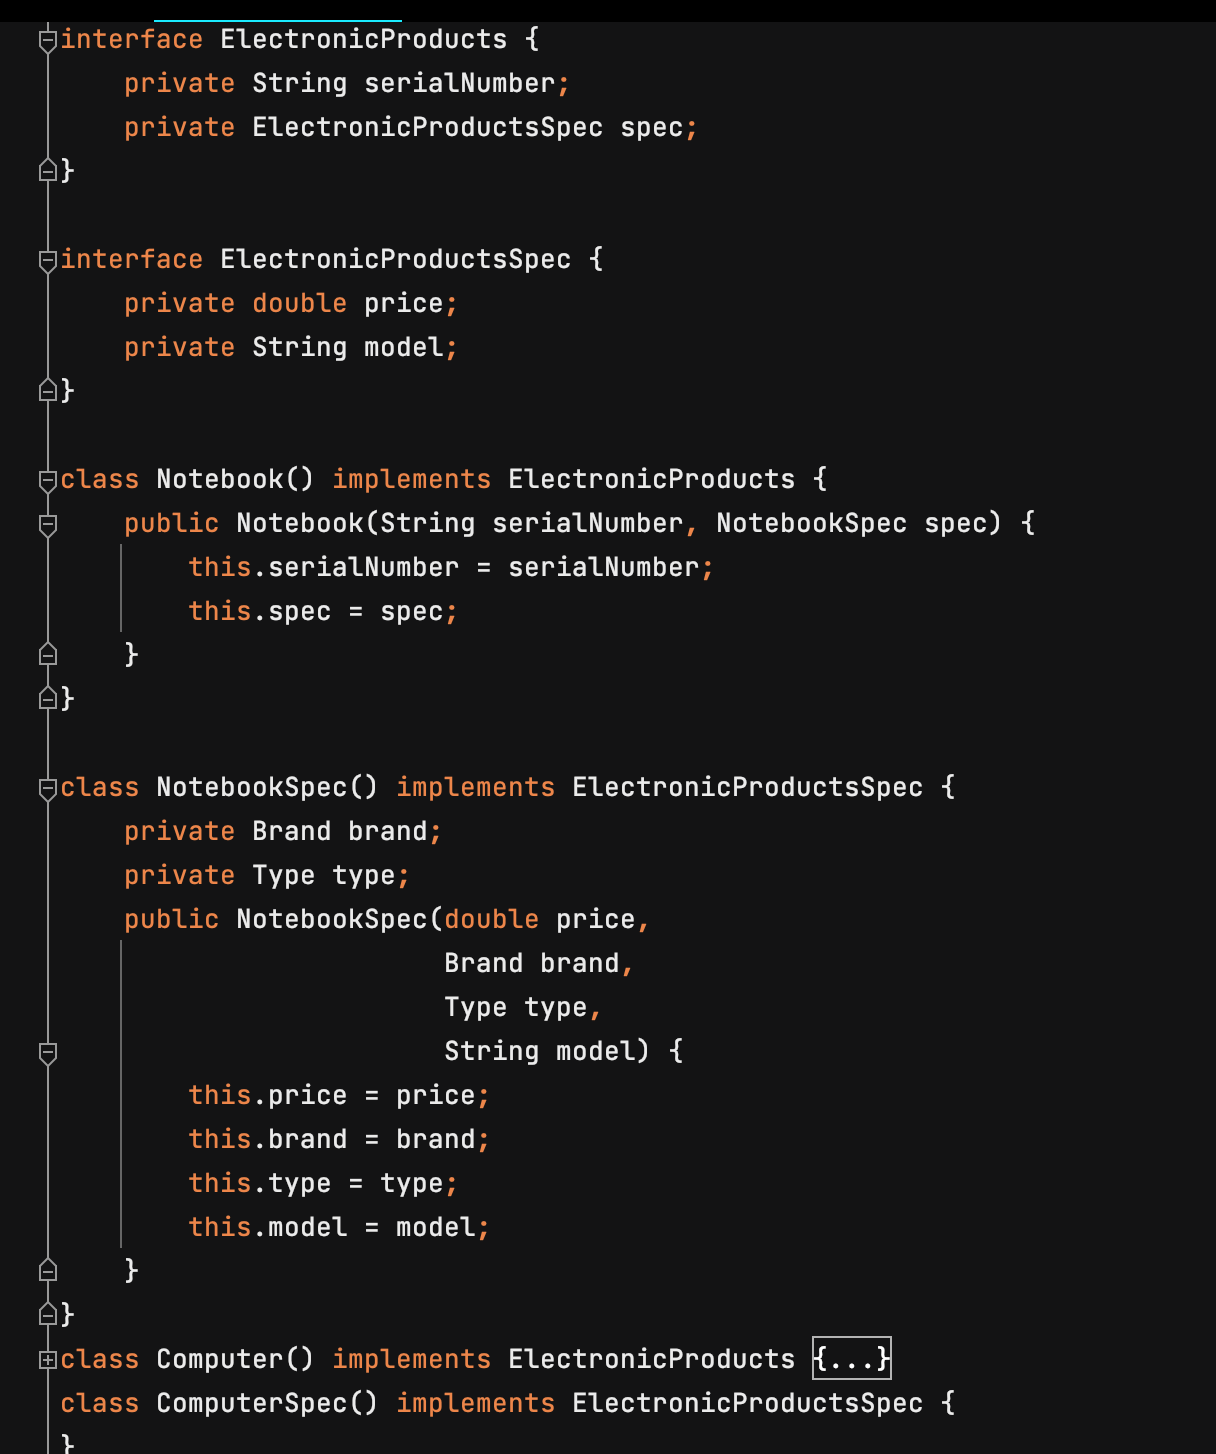 interface ElectronicProducts {
    private String serialNumber;
    private ElectronicProductsSpec spec;
}
interface ElectronicProductsSpec {
    private double price;
    private String model;
}
class Notebook() implements ElectronicProducts {
    public Notebook(String serialNumber, NotebookSpec spec) {
        this.serialNumber = serialNumber;
        this.spec = spec;
    }
}
class NotebookSpec() implements ElectronicProductsSpec {
    private Brand brand;
    private Type type;
    public NotebookSpec(double price,
                        Brand brand,
                        Type type,
                        String model) {
        this.price = price;
        this.brand = brand;
        this.type = type;
        this.model = model;
    }
}
class Computer() implements ElectronicProducts {...}
class ComputerSpec() implements ElectronicProductsSpec {
}